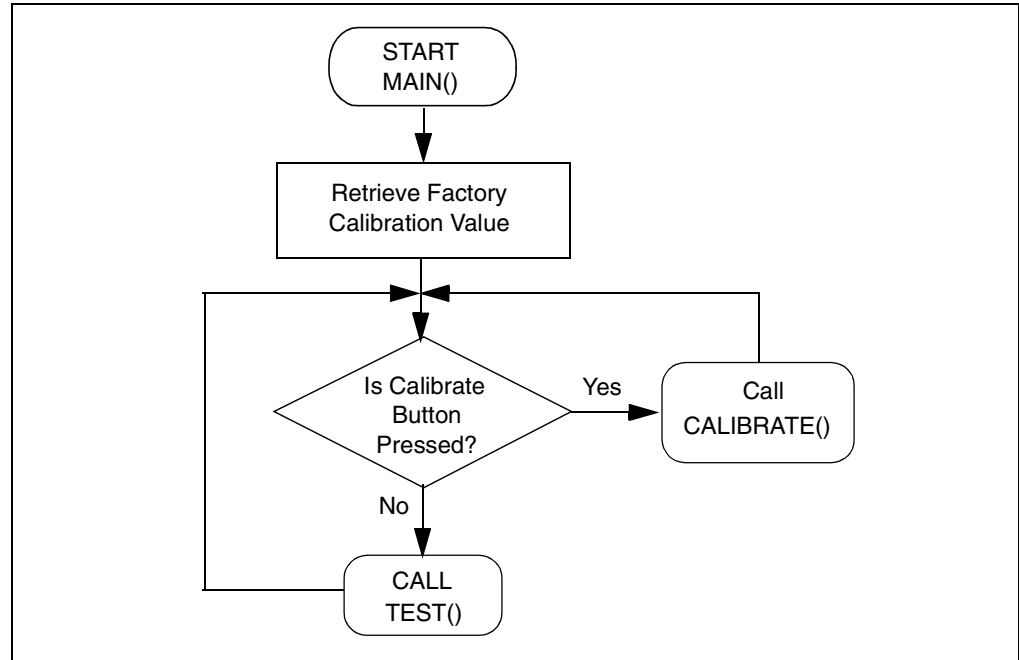 START
MAIN()
Retrieve Factory
Calibration Value
Is Calibrate
Button
Pressed?
Yes
Call
CALIBRATE()
No
CALL
TEST()